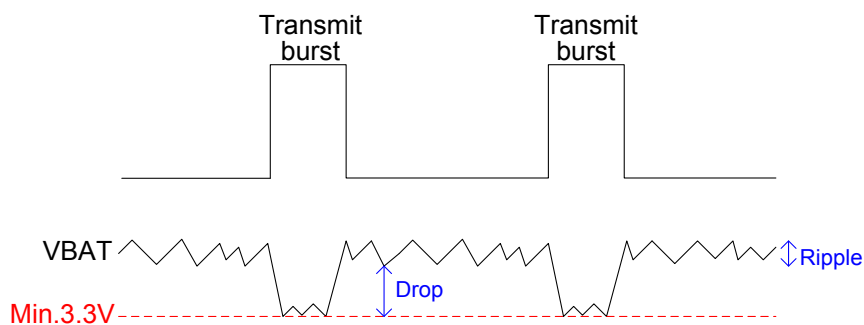 Transmit
burst
Transmit
burst
VBAT
Ripple
Drop
Min.3.3V